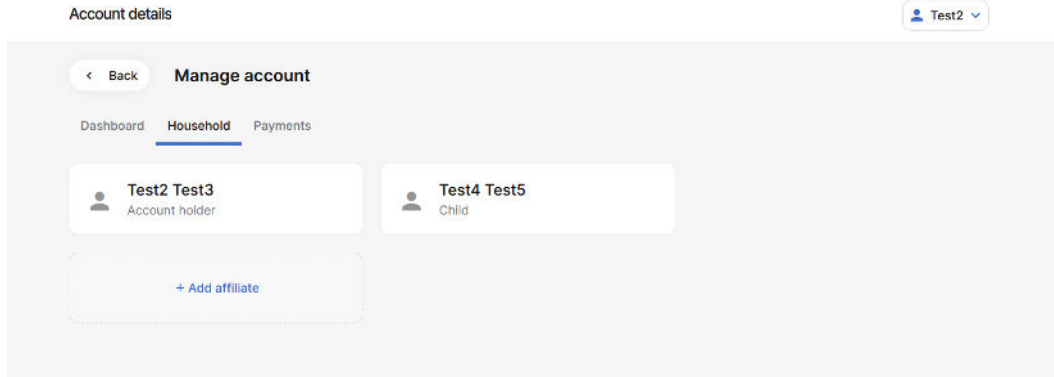 Account details
Test2
Back
Manage account
Dashboard Household Payments
Test2 Test3
Account holder
Test4 Test5
Child
+ Add affiliate